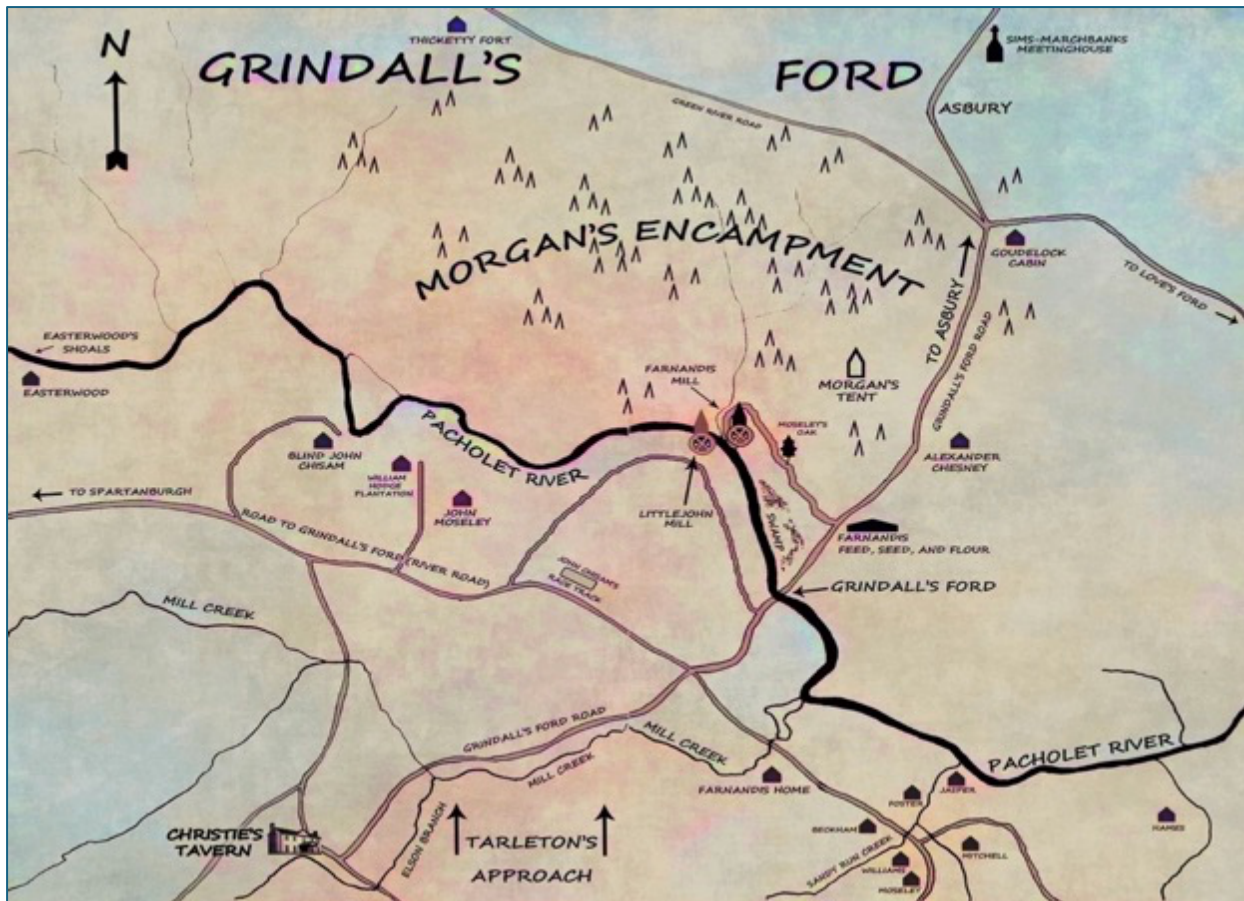 N
THICKETTY FORT
GRINDALL'S FORD
SIMS-MARCHBANKS
MEETINGHOUSE
ASBURY
GREEN RIVER ROAD
MORGAN'S ENCAMPMENT
GOUDELOCK
CABIN
TO LOVE'S FORD
TO ASBURY
GRINDALL'S FORD ROAD
EASTERWOOD'S
SHOALS
EASTERWOOD
FARNANDIS
MILL
MORGAN'S
TENT
MOSELEY'S
OAK
PACHOLET RIVER
BLIND JOHN
CHISAM
WILLIAM
HODGE
PLANTATION
JOHN
MOSELEY
ALEXANDER
CHESNEY
TO SPARTANBURGH
LITTLEJOHN
MILL
SWAMP
FARNANDIS
FEED, SEED, AND FLOUR
ROAD TO GRINDALL'S FORD (RIVER ROAD)
JOHN CHISAM'S
RACE TRACK
GRINDALL'S FORD
MILL CREEK
GRINDALL'S FORD ROAD
MILL CREEK
MILL CREEK
PACHOLET RIVER
FARNANDIS HOME
JASPER
FOSTER
HAMES
BECKHAM
MITCHELL
CHRISTIE'S
TAVERN
ELSON BRANCH
TARLETON'S
APPROACH
SANDY RUN CREEK
WILLIAMS
MOSELEY